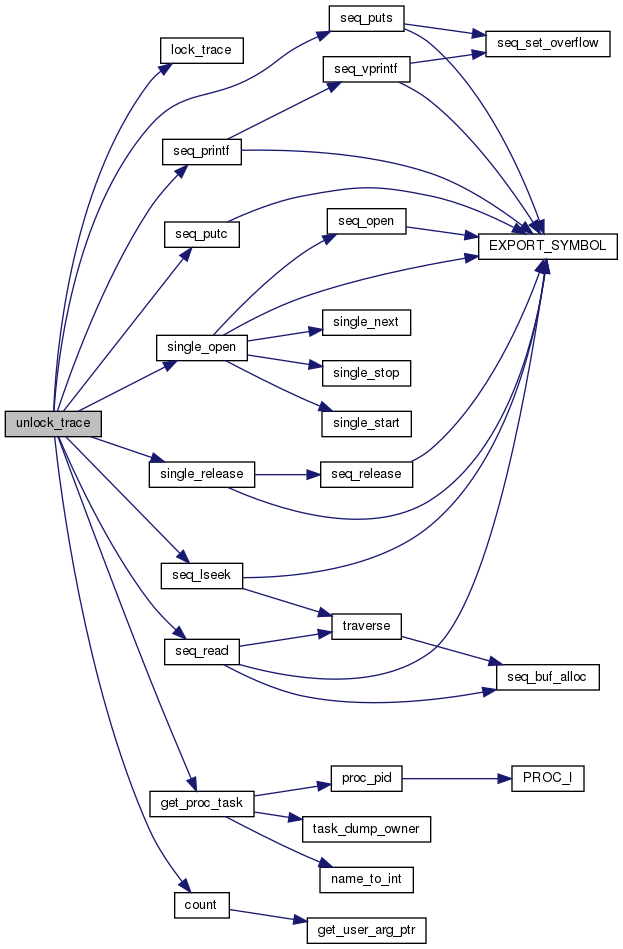 seq_puts
lock_trace
seq_set_overflow
seq_vprintf
seq_printf
seq_open
seq_putc
EXPORT_SYMBOL
single_next
single_open
single_stop
single_start
unlock_trace
single_release
seq_release
seq_lseek
traverse
seq_read
seq_buf_alloc
proc_pid
PROC_I
get_proc_task
task_dump_owner
name_to_int
count
get_user_arg_ptr